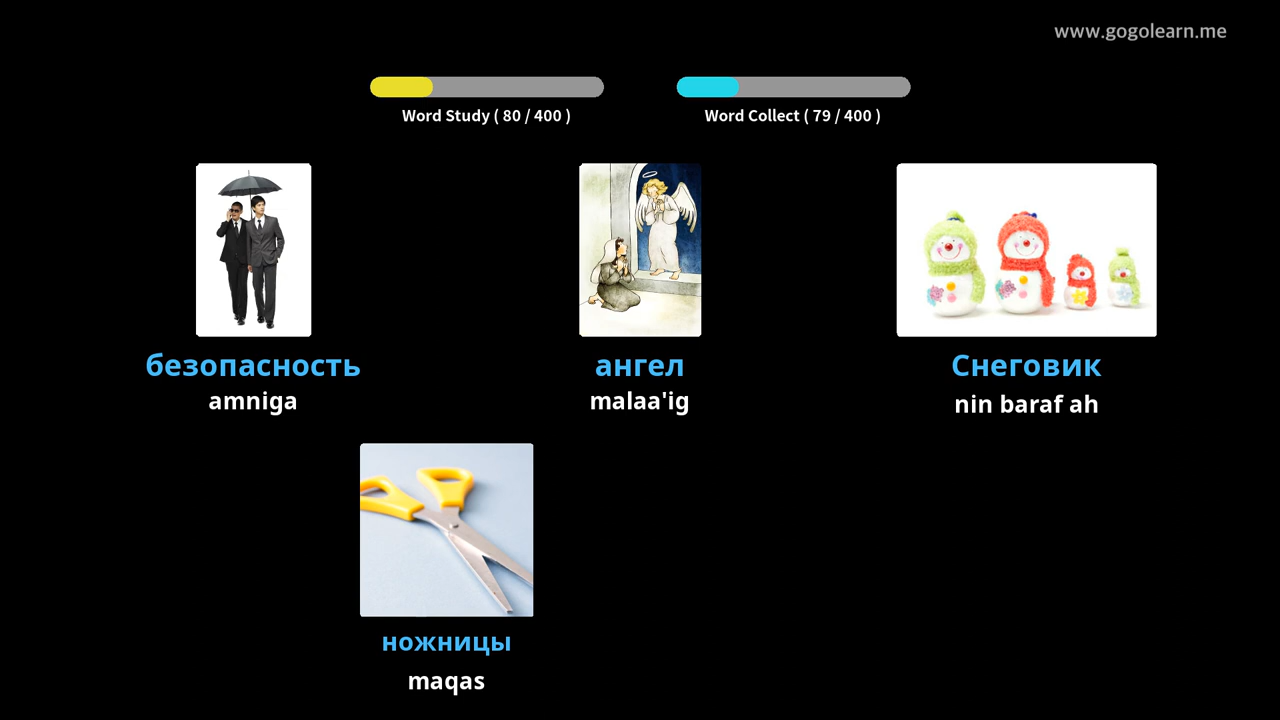 www.gogolearn.me
Word Study ( 80 / 400 )
Word Collect ( 79 / 400 )
безопасность
amniga
ангел
malaa'ig
Снеговик
nin baraf ah
ножницы
maqas